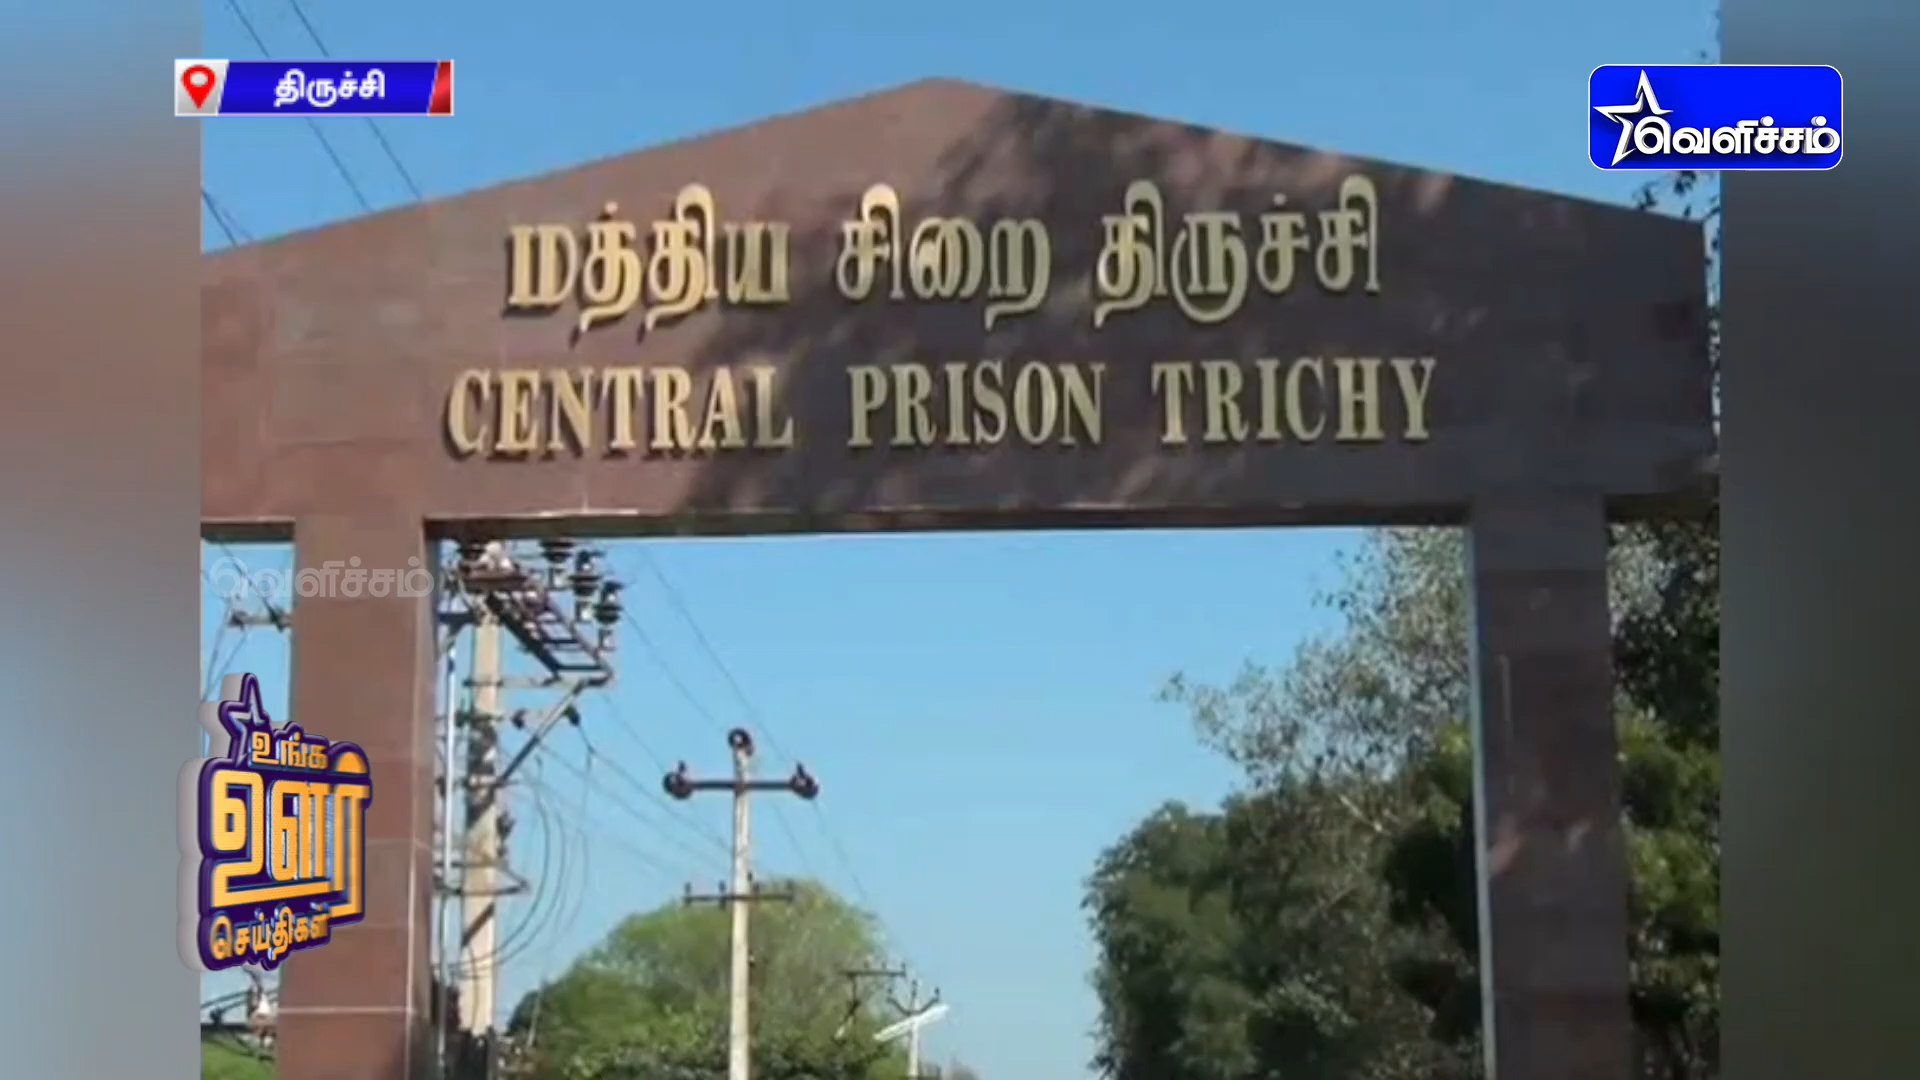 திருச்சி
வெளிச்சம்
மத்திய சிறை திருச்சி
CENTRAL PRISON TRICHY
வெளிச்சம்
உங்க
ஊர்
செய்திகள்